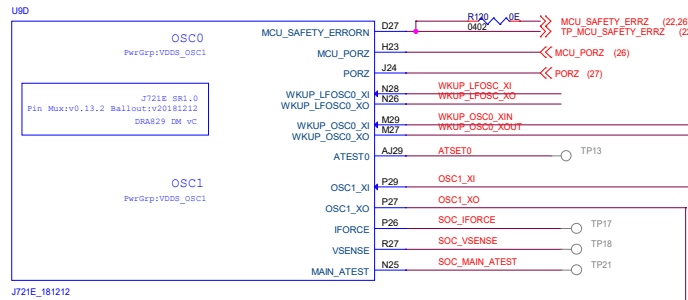 U9D
OSC0
PwrGrp:VDDS_OSC1
J721E SR1.0
Pin Mux:v0.13.2 Ballout:v20181212
DRA829 DM vC
OSC1
PwrGrp:VDDS_OSC1
MCU_SAFETY_ERRORN D27 R120 0E 0402 MCU_SAFETY_ERRZ (22,26
TP_MCU_SAFETY_ERRZ (22
MCU_PORZ H23 MCU_PORZ (26)
PORZ J24 PORZ (27)
WKUP_LFOSC0_XI N28 WKUP_LFOSC_XI
WKUP_LFOSC0_XO N26 WKUP_LFOSC_XO
WKUP_OSC0_XI M29 WKUP_OSC0_XIN
WKUP_OSC0_XO M27 WKUP_OSC0_XOUT
ATEST0 AJ29 ATSET0 TP13
OSC1_XI P29 OSC1_XI
OSC1_XO P27 OSC1_XO
IFORCE P26 SOC_IFORCE TP17
VSENSE R27 SOC_VSENSE TP18
MAIN_ATEST N25 SOC_MAIN_ATEST TP21
J721E_181212